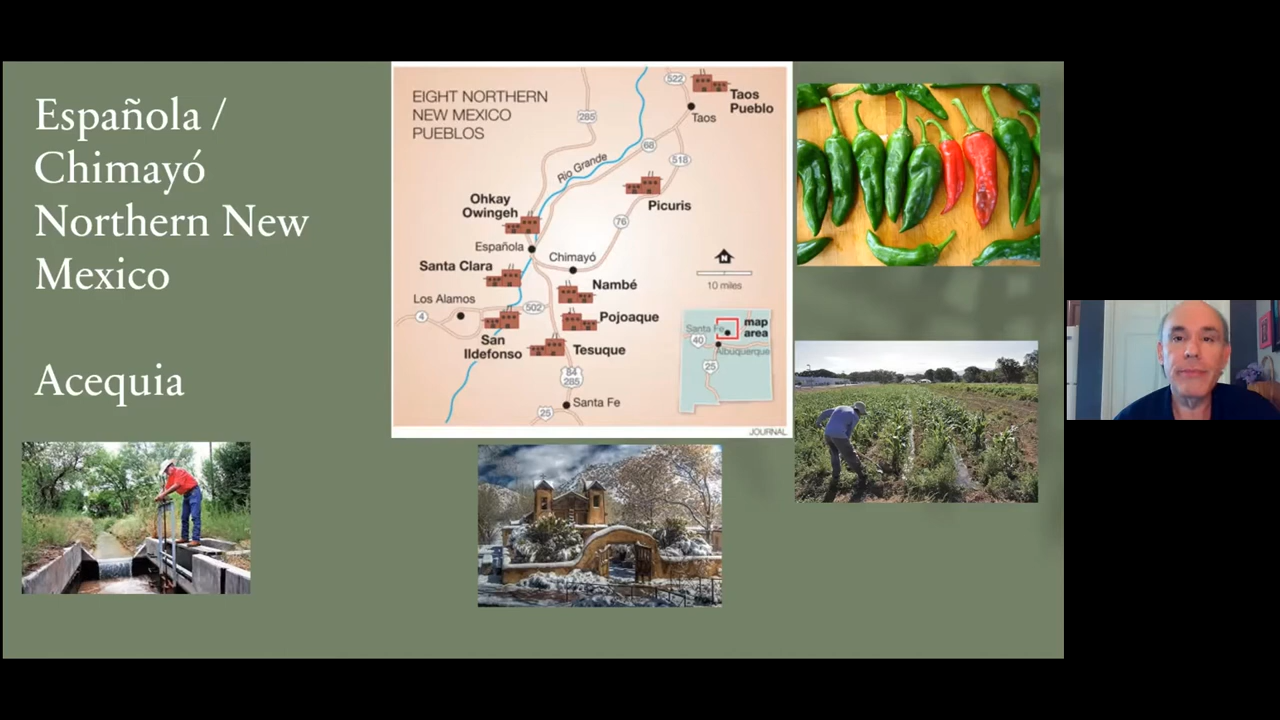 Española /
Chimayó
Northern New
Mexico
Acequia
EIGHT NORTHERN
NEW MEXICO
PUEBLOS
522
Taos
Pueblo
Taos
285
68
518
Rio Grande
Picuris
Ohkay
Owingeh
76
Española
Chimayó
Santa Clara
Nambé
N
10 miles
Los Alamos
4
502
Pojoaque
San
Ildefonso
Tesuque
84
285
25
Santa Fe
Santa Fe
map
area
40
Albuquerque
25
JOURNAL